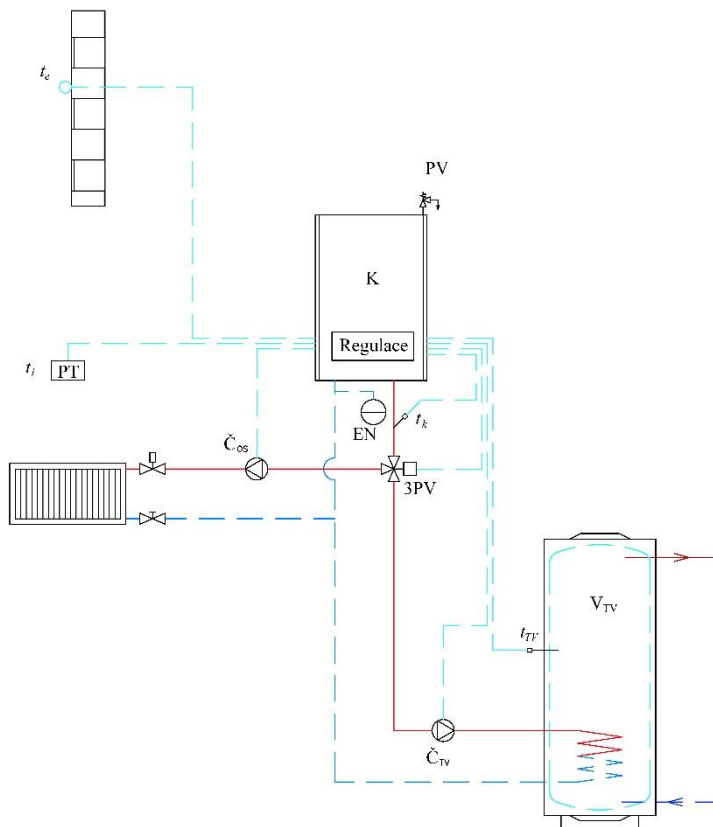 t_e
PV
K
Regulace
t_i
PT
EN
t_k
Č_OS
3PV
V_TV
t_TV
Č_TV